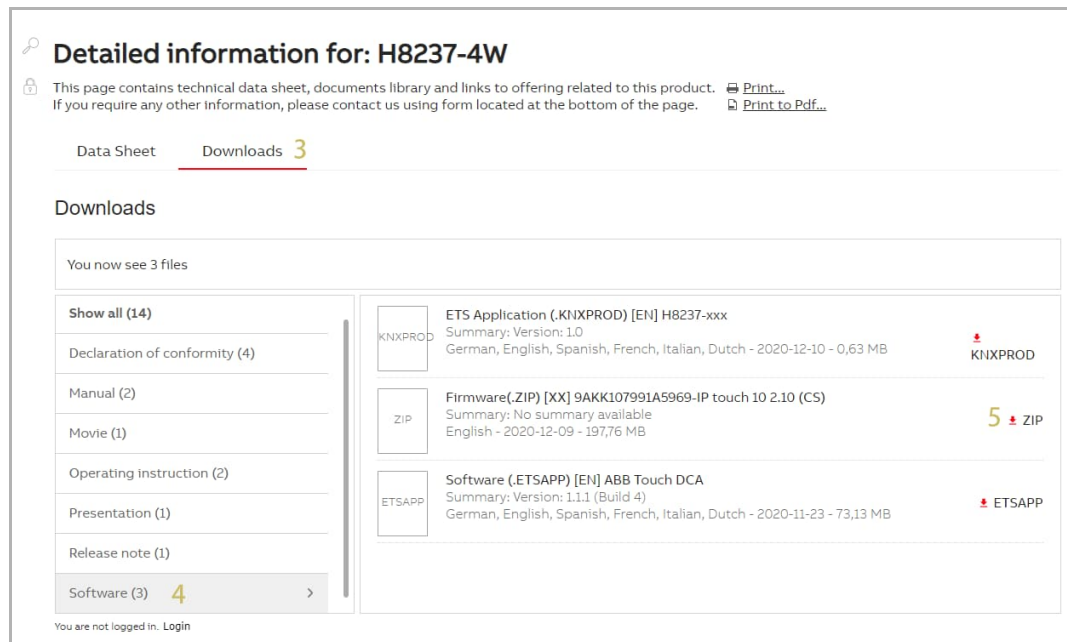 Detailed information for: H8237-4W
This page contains technical data sheet, documents library and links to offering related to this product.
If you require any other information, please contact us using form located at the bottom of the page.
Print...
Print to Pdf...
Data Sheet
Downloads 3
Downloads
You now see 3 files
Show all (14)
Declaration of conformity (4)
Manual (2)
Movie (1)
Operating instruction (2)
Presentation (1)
Release note (1)
Software (3) 4
KNXPROD
ETS Application (.KNXPROD) [EN] H8237-xxx
Summary: Version: 1.0
German, English, Spanish, French, Italian, Dutch - 2020-12-10 - 0,63 MB
KNXPROD
ZIP
Firmware(.ZIP) [XX] 9AKK107991A5969-IP touch 10 2.10 (CS)
Summary: No summary available
English - 2020-12-09 - 197,76 MB
5 ZIP
ETSAPP
Software (.ETSAPP) [EN] ABB Touch DCA
Summary: Version: 1.1.1 (Build 4)
German, English, Spanish, French, Italian, Dutch - 2020-11-23 - 73,13 MB
ETSAPP
You are not logged in. Login